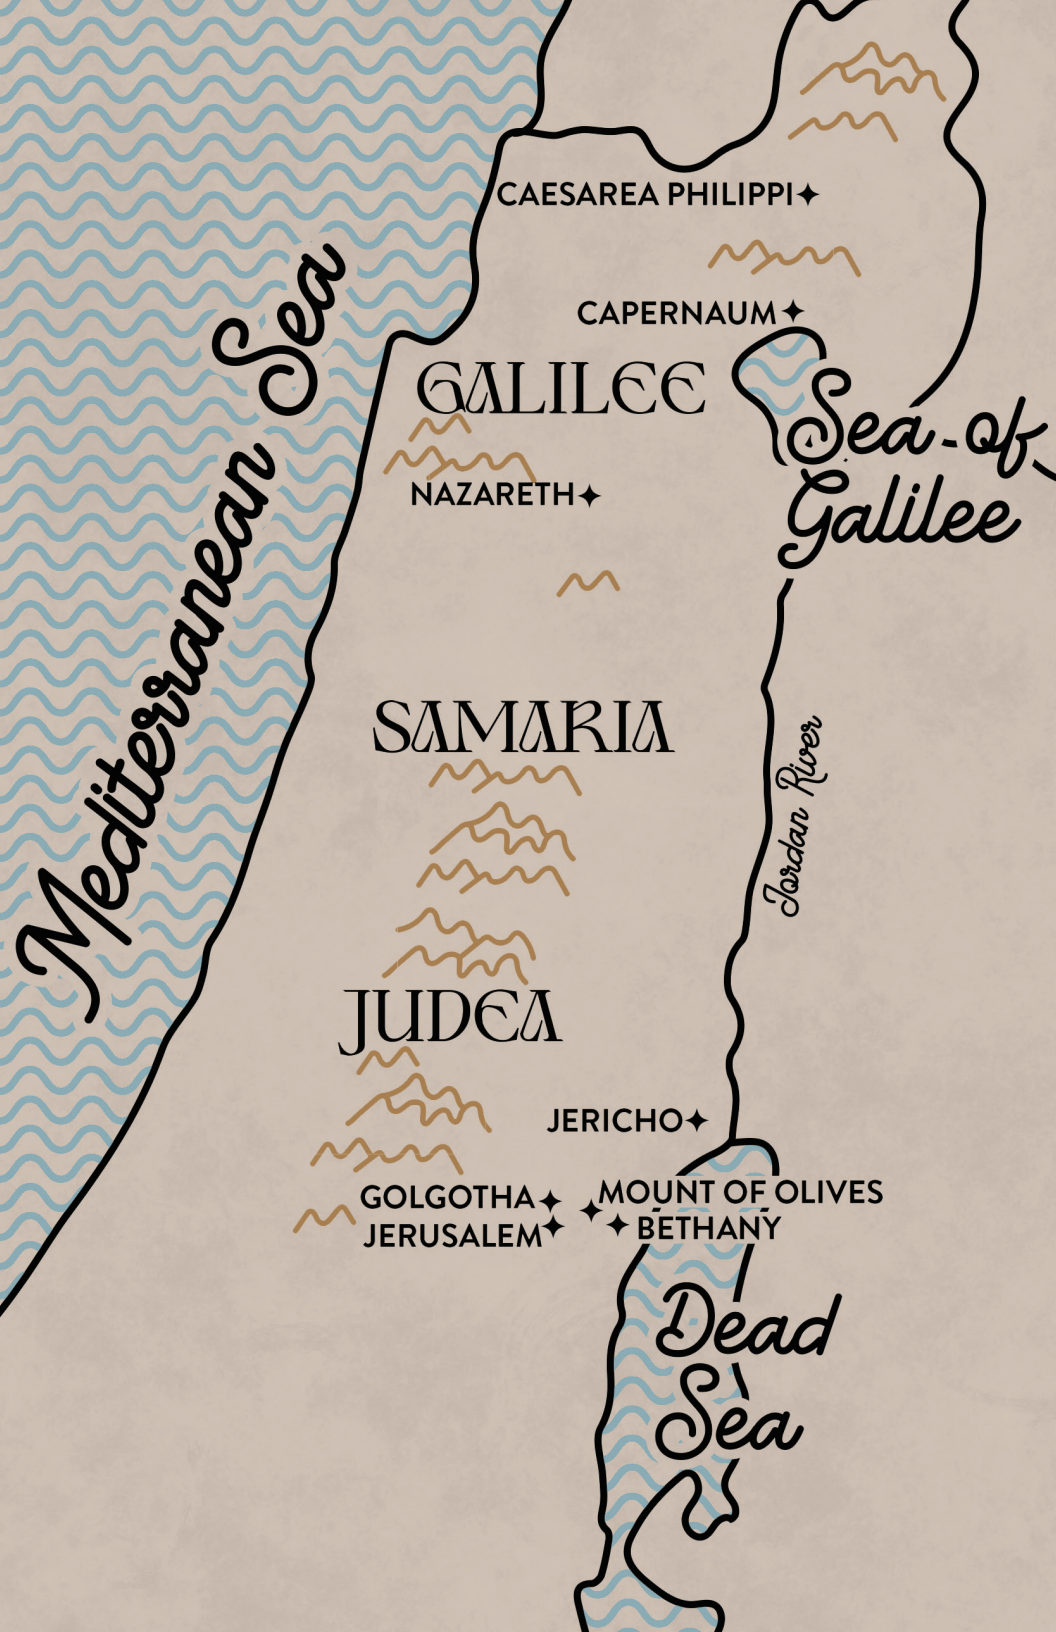 CAESAREA PHILIPPI
CAPERNAUM
GALILEE
Sea of
Galilee
NAZARETH
Mediterranean Sea
SAMARIA
Jordan River
JUDEA
JERICHO
GOLGOTHA
MOUNT OF OLIVES
JERUSALEM
BETHANY
Dead
Sea